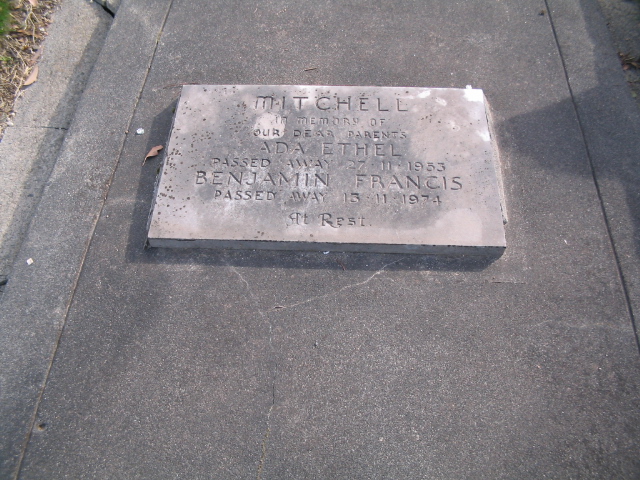 MITCHELL
IN MEMORY OF
OUR DEAR PARENTS
ADA ETHEL
PASSED AWAY 27·11·1953
BENJAMIN FRANCIS
PASSED AWAY 13·11·1974
At Rest.